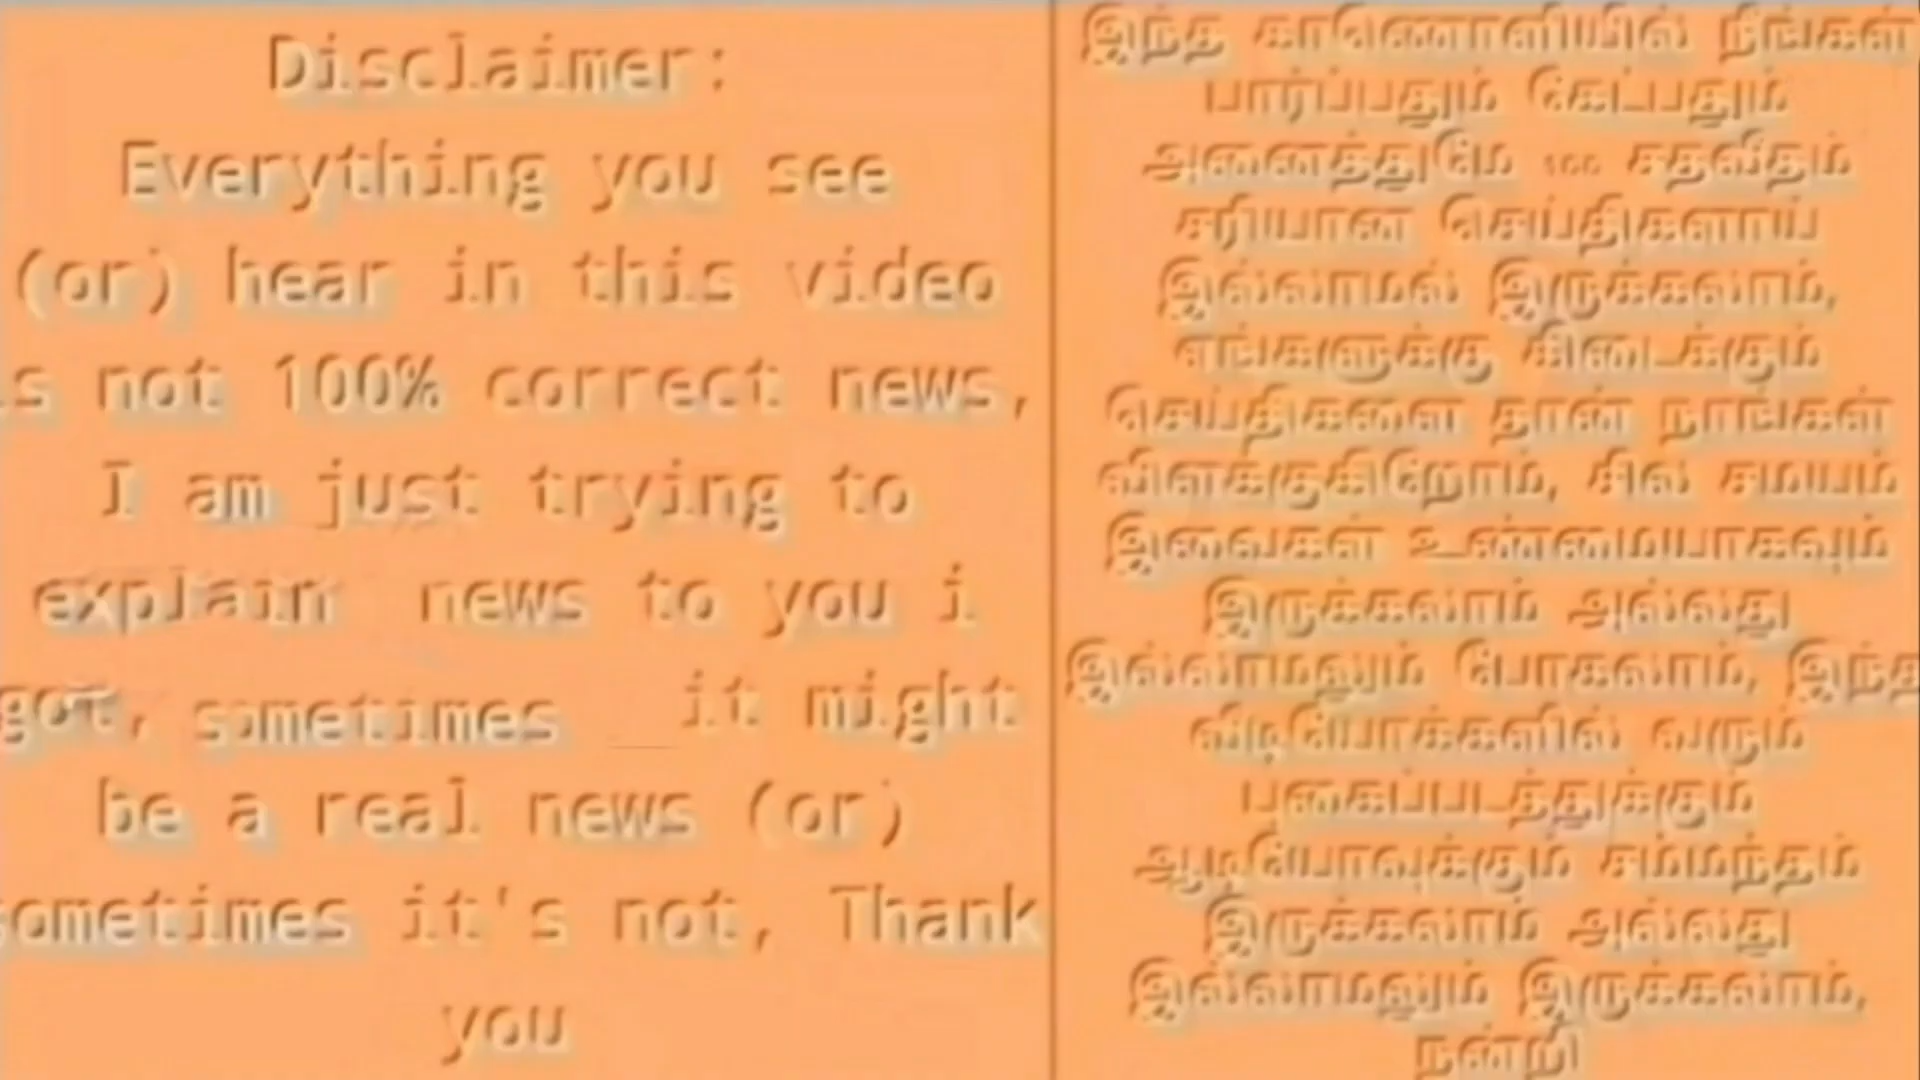 Disclaimer:
Everything you see
(or) hear in this video
is not 100% correct news,
I am just trying to
explain news to you i
got, sometimes __it might
be a real news (or)
sometimes it's not, Thank
you
இந்த காணொளியில் நீங்கள்
பார்ப்பதும் கேட்பதும்
அனைத்துமே 100 சதவீதம்
சரியான செய்திகளாய்
இல்லாமல் இருக்கலாம்,
எங்களுக்கு கிடைக்கும்
செய்திகளை தான் நாங்கள்
விளக்குகிறோம், சில சமயம்
இவைகள் உண்மையாகவும்
இருக்கலாம் அல்லது
இல்லாமலும் போகலாம், இந்த
வீடியோக்களில் வரும்
புகைப்படத்துக்கும்
ஆடியோவுக்கும் சம்மந்தம்
இருக்கலாம் அல்லது
இல்லாமலும் இருக்கலாம்,
நன்றி